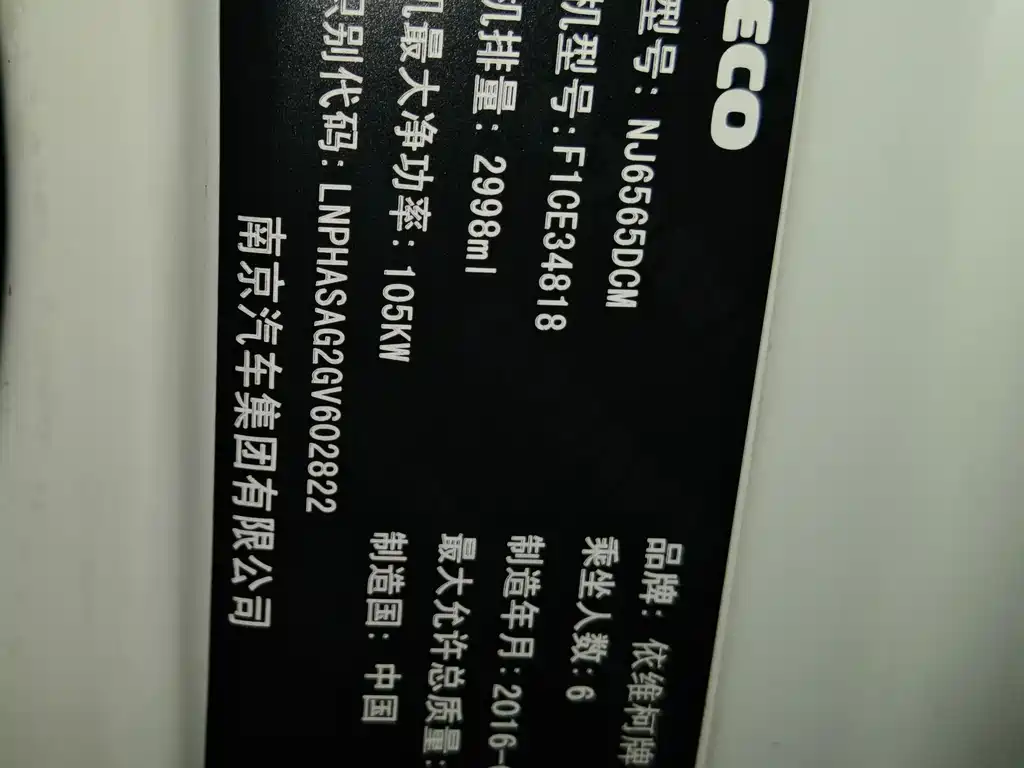 ECO
型号: NJ6565DCM
品牌: 依维柯牌
机型号:F1CE34818
乘坐人数:6
机排量: 2998ml
制造年月:2016-
机最大净功率: 105KW
最大允许总质量:
识别代码:LNPHASAG2GV602822
制造国: 中国
南京汽车集团有限公司